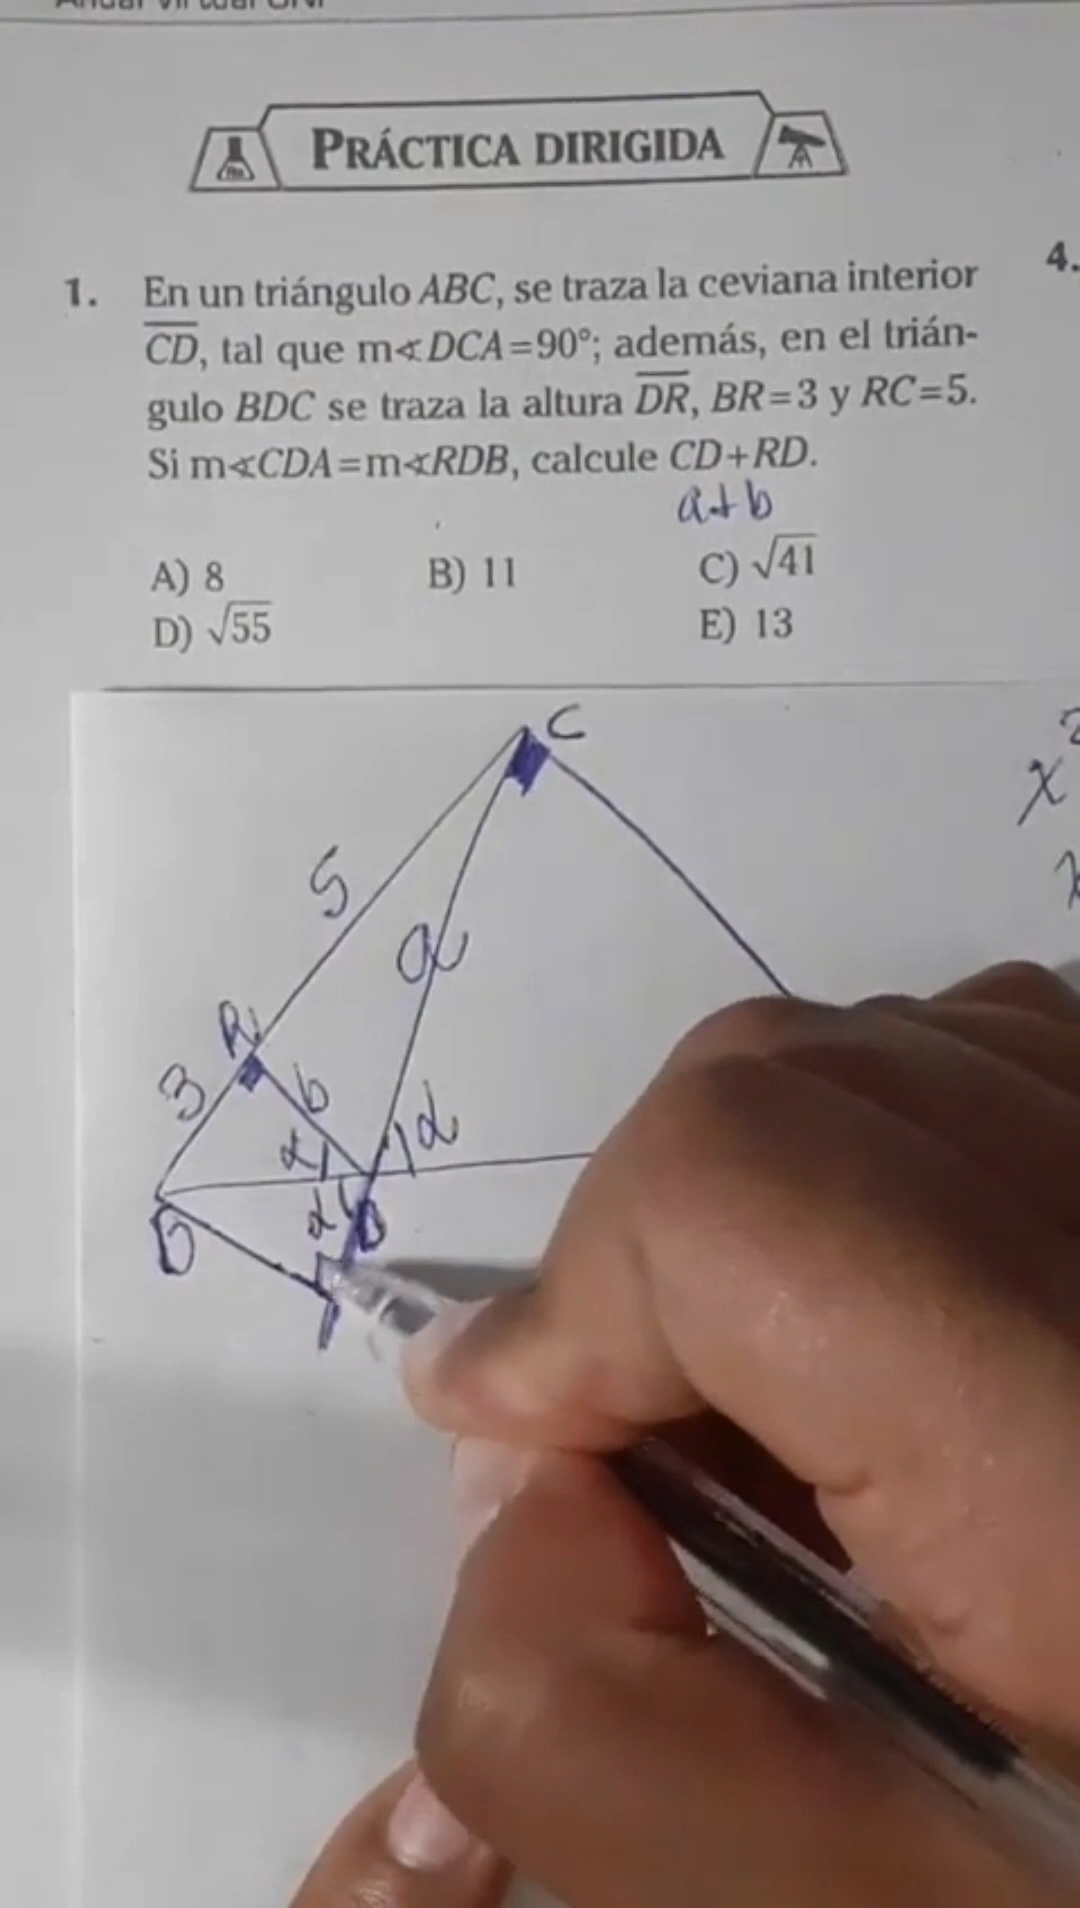 PRÁCTICA DIRIGIDA
1. En un triángulo ABC, se traza la ceviana interior
CD, tal que m∢DCA=90°; además, en el trián-
gulo BDC se traza la altura DR, BR=3 y RC=5.
Si m∢CDA=m∢RDB, calcule CD+RD.
a+b
A) 8 B) 11 C) √41
D) √55 E) 13
4.
C
x²
5
a
R
3
b
α
α
α
B
D